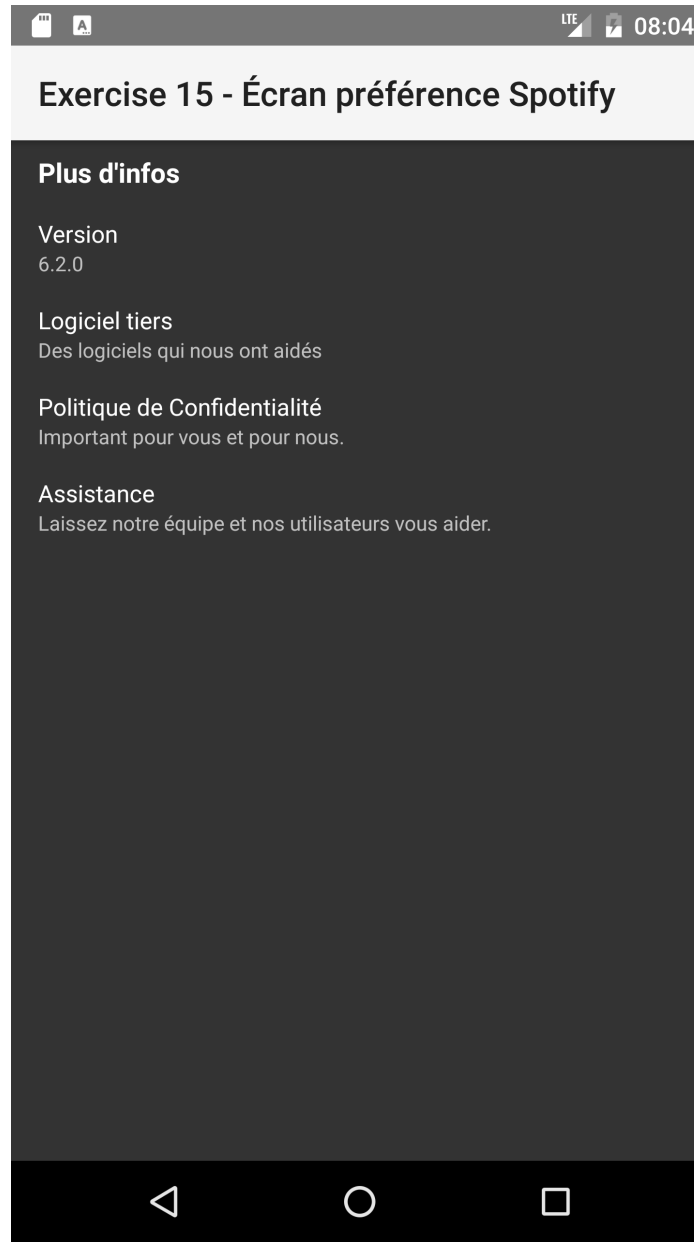 LTE 08:04
Exercise 15 - Écran préférence Spotify
Plus d'infos
Version
6.2.0
Logiciel tiers
Des logiciels qui nous ont aidés
Politique de Confidentialité
Important pour vous et pour nous.
Assistance
Laissez notre équipe et nos utilisateurs vous aider.